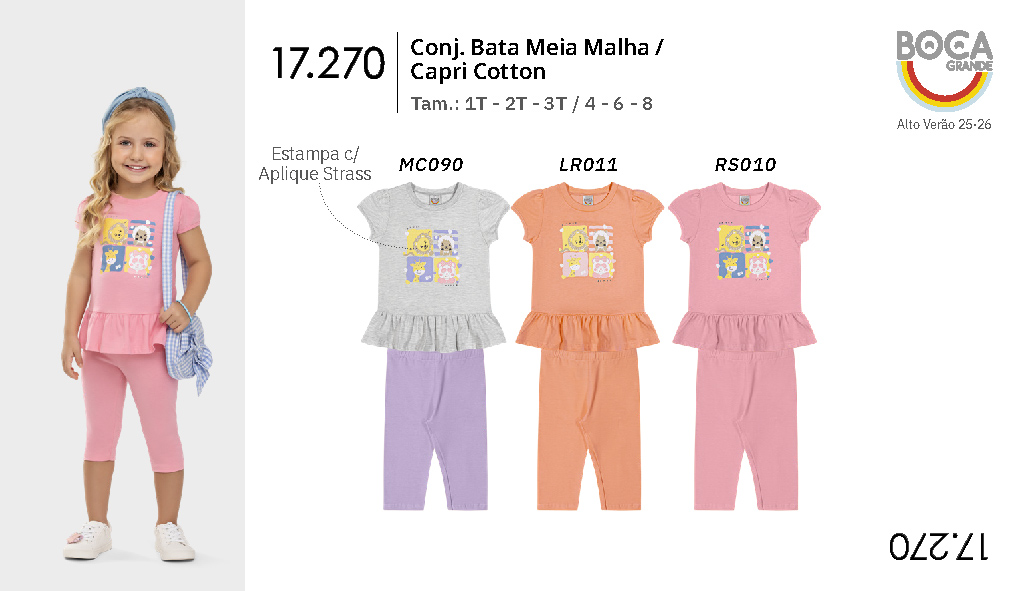 17.270
Conj. Bata Meia Malha /
Capri Cotton
Tam.: 1T - 2T - 3T / 4 - 6 - 8
BOCA
GRANDE
Alto Verão 25-26
Estampa c/
Aplique Strass
MC090
LR011
RS010
17.270